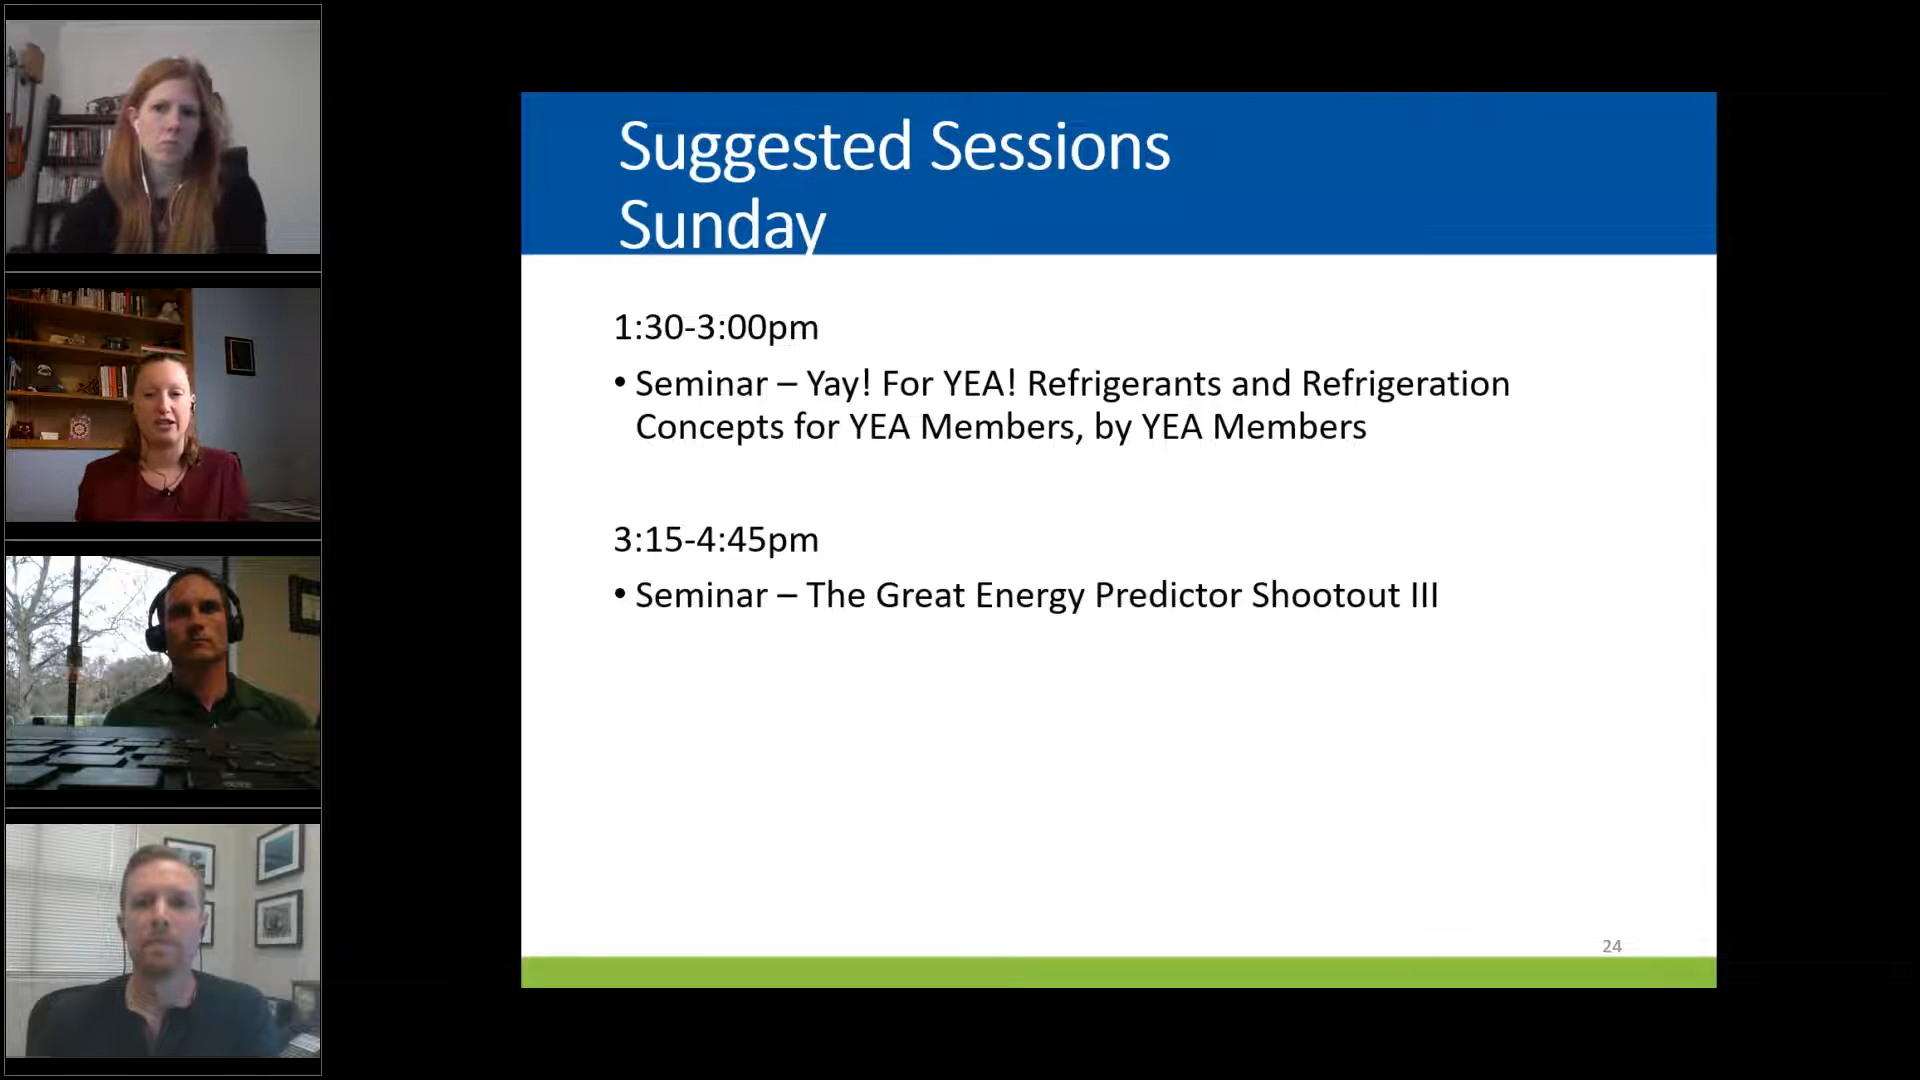 Suggested Sessions
Sunday
1:30-3:00pm
• Seminar – Yay! For YEA! Refrigerants and Refrigeration
Concepts for YEA Members, by YEA Members
3:15-4:45pm
• Seminar – The Great Energy Predictor Shootout III
24